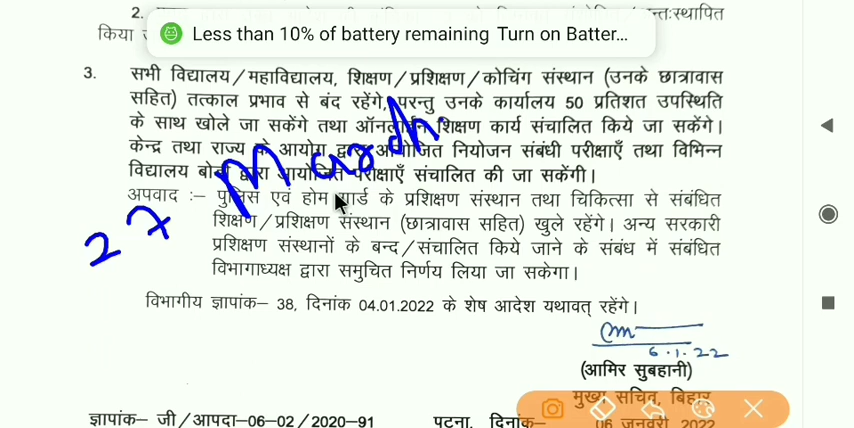 2.
न्तःस्थापित
किया
Less than 10% of battery remaining Turn on Batter...
3. सभी विद्यालय/महाविद्यालय, शिक्षण/प्रशिक्षण/कोचिंग संस्थान (उनके छात्रावास
सहित) तत्काल प्रभाव से बंद रहेंगे, परन्तु उनके कार्यालय 50 प्रतिशत उपस्थिति
के साथ खोले जा सकेंगे तथा ऑनलाईन शिक्षण कार्य संचालित किये जा सकेंगे।
केन्द्र तथा राज्य के आयोग द्वारा आयोजित नियोजन संबंधी परीक्षाएँ तथा विभिन्न
विद्यालय बोर्ड द्वारा आयोजित परीक्षाएँ संचालित की जा सकेंगी।
27 March
अपवाद :– पुलिस एवं होम गार्ड के प्रशिक्षण संस्थान तथा चिकित्सा से संबंधित
शिक्षण/प्रशिक्षण संस्थान (छात्रावास सहित) खुले रहेंगे। अन्य सरकारी
प्रशिक्षण संस्थानों के बन्द/संचालित किये जाने के संबंध में संबंधित
विभागाध्यक्ष द्वारा समुचित निर्णय लिया जा सकेगा।
विभागीय ज्ञापांक– 38, दिनांक 04.01.2022 के शेष आदेश यथावत् रहेंगे।
6.1.22
(आमिर सुबहानी)
मुख्य सचिव, बिहार
ज्ञापांक– जी/आपदा–06–02/2020–91 पटना, दिनांक– 06 जनवरी 2022